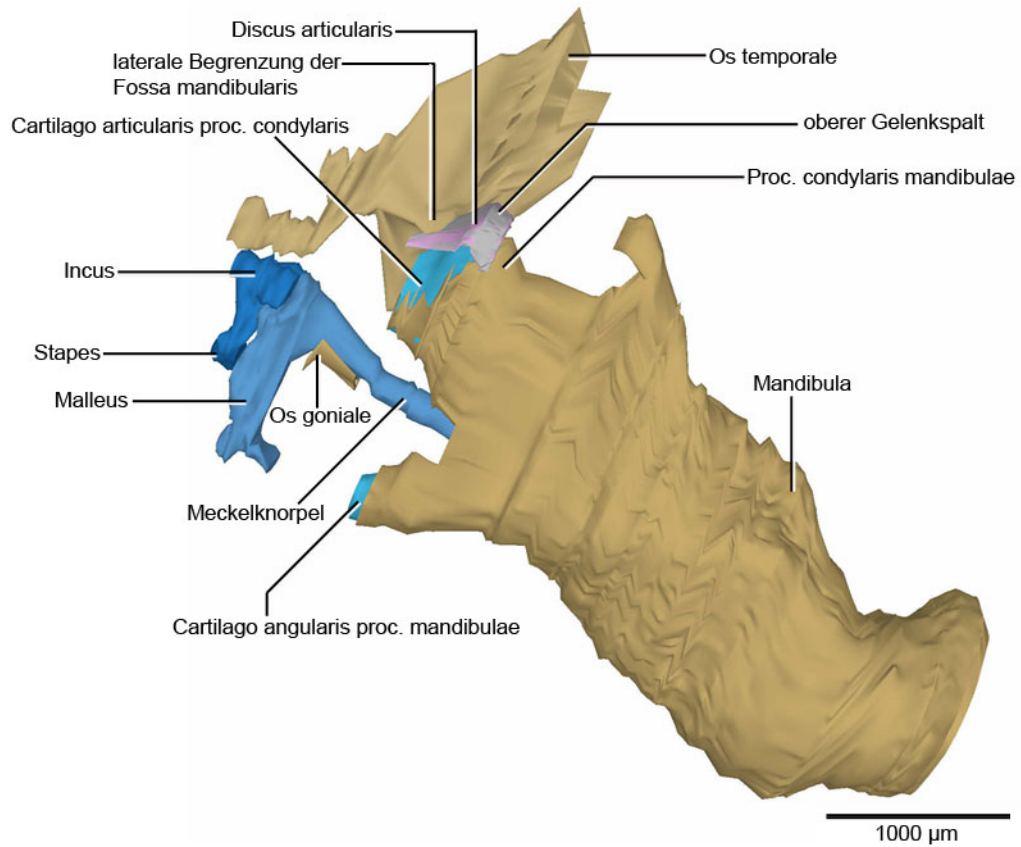 Discus articularis
laterale Begrenzung der
Fossa mandibularis
Cartilago articularis proc. condylaris
Os temporale
oberer Gelenkspalt
Proc. condylaris mandibulae
Incus
Stapes
Malleus
Os goniale
Mandibula
Meckelknorpel
Cartilago angularis proc. mandibulae
1000 µm